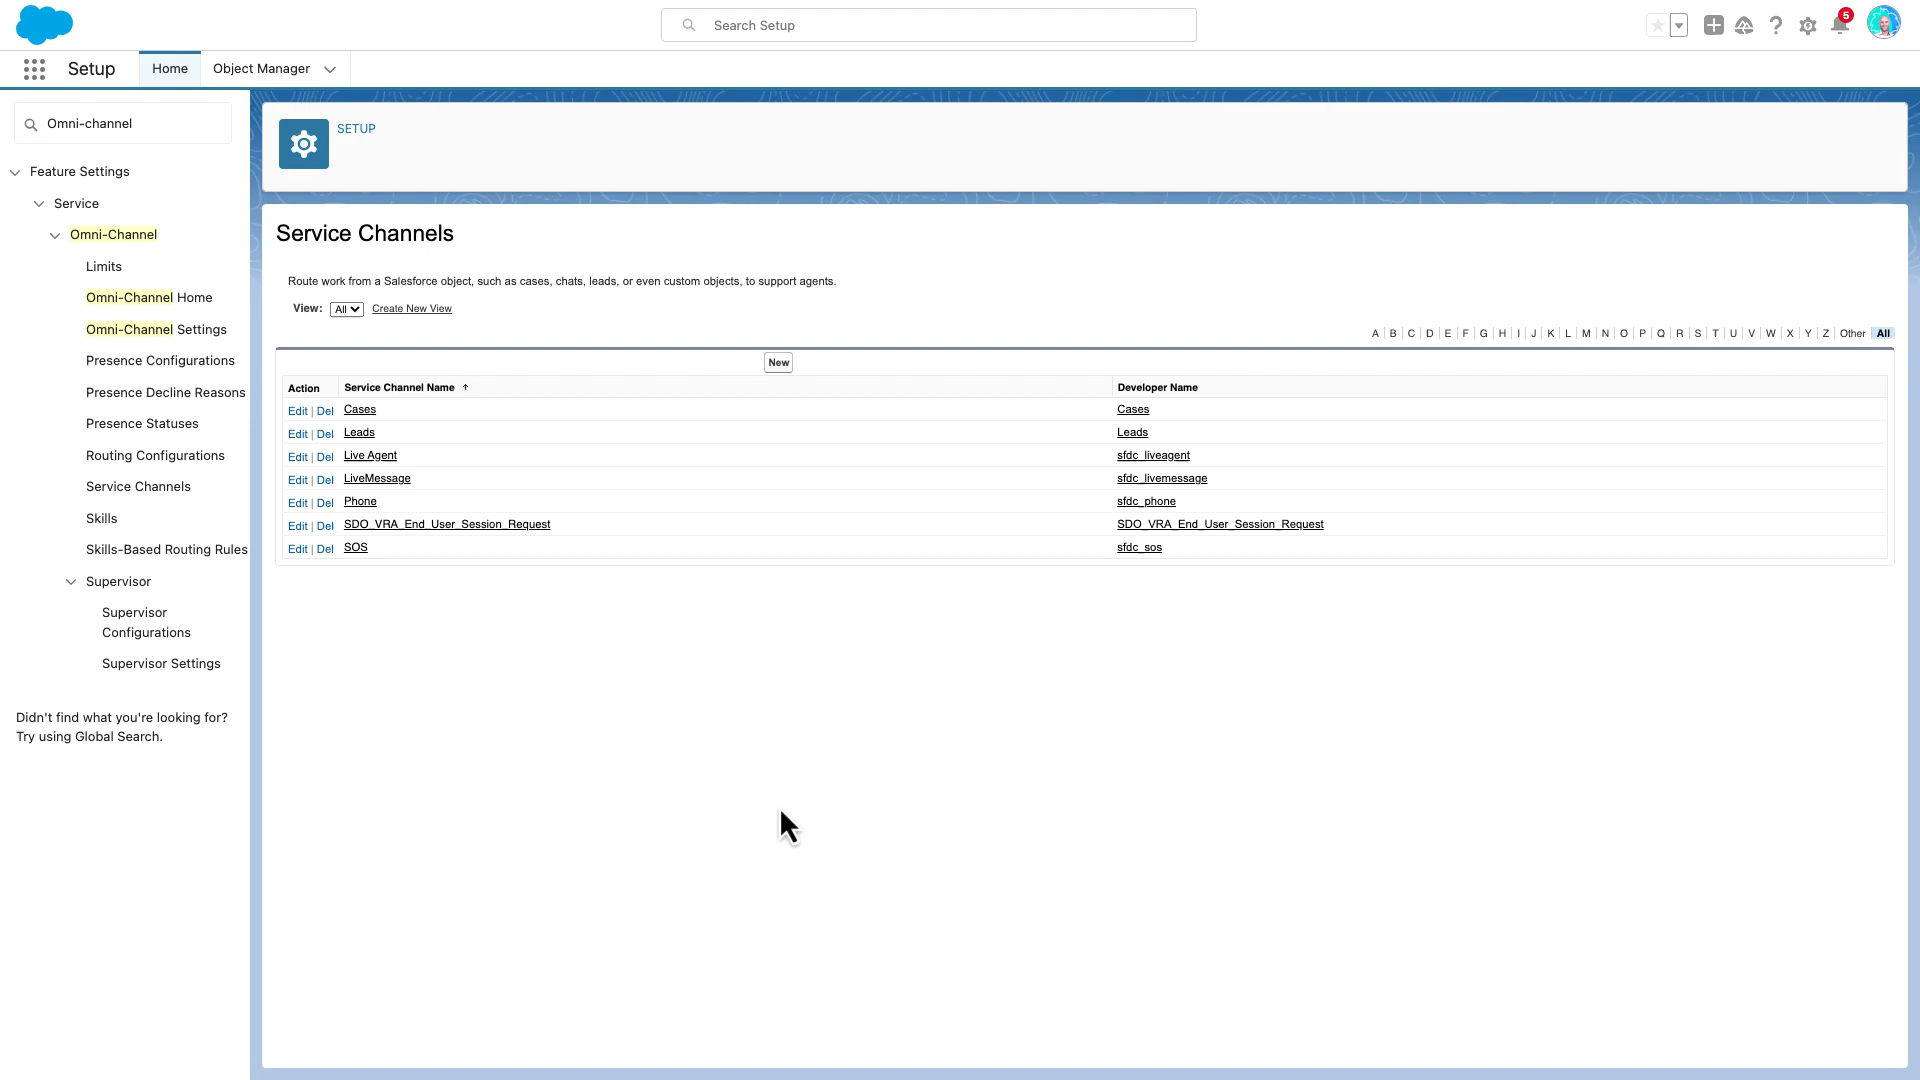 Search Setup
5
Setup
Home
Object Manager
Omni-channel
Feature Settings
Service
Omni-Channel
Limits
Omni-Channel Home
Omni-Channel Settings
Presence Configurations
Presence Decline Reasons
Presence Statuses
Routing Configurations
Service Channels
Skills
Skills-Based Routing Rules
Supervisor
Supervisor
Configurations
Supervisor Settings
Didn't find what you're looking for?
Try using Global Search.
SETUP
Service Channels
Route work from a Salesforce object, such as cases, chats, leads, or even custom objects, to support agents.
View: All Create New View
A | B | C | D | E | F | G | H | I | J | K | L | M | N | O | P | Q | R | S | T | U | V | W | X | Y | Z | Other | All
New
Action Service Channel Name ↑ Developer Name
Edit | Del Cases Cases
Edit | Del Leads Leads
Edit | Del Live Agent sfdc_liveagent
Edit | Del LiveMessage sfdc_livemessage
Edit | Del Phone sfdc_phone
Edit | Del SDO_VRA_End_User_Session_Request SDO_VRA_End_User_Session_Request
Edit | Del SOS sfdc_sos